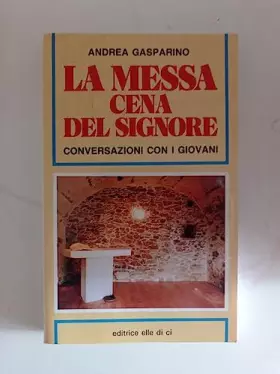 ANDREA GASPARINO
LA MESSA
CENA
DEL SIGNORE
CONVERSAZIONI CON I GIOVANI
editrice elle di ci